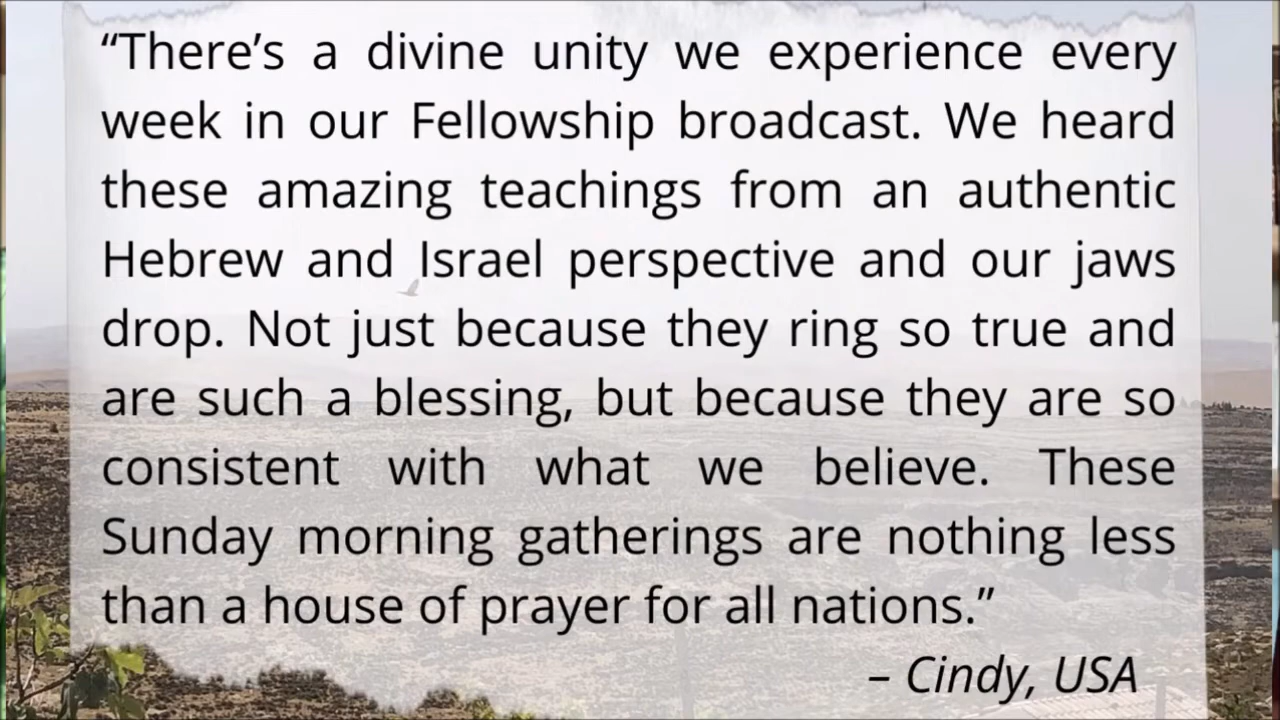 “There’s a divine unity we experience every
week in our Fellowship broadcast. We heard
these amazing teachings from an authentic
Hebrew and Israel perspective and our jaws
drop. Not just because they ring so true and
are such a blessing, but because they are so
consistent with what we believe. These
Sunday morning gatherings are nothing less
than a house of prayer for all nations.”
– Cindy, USA